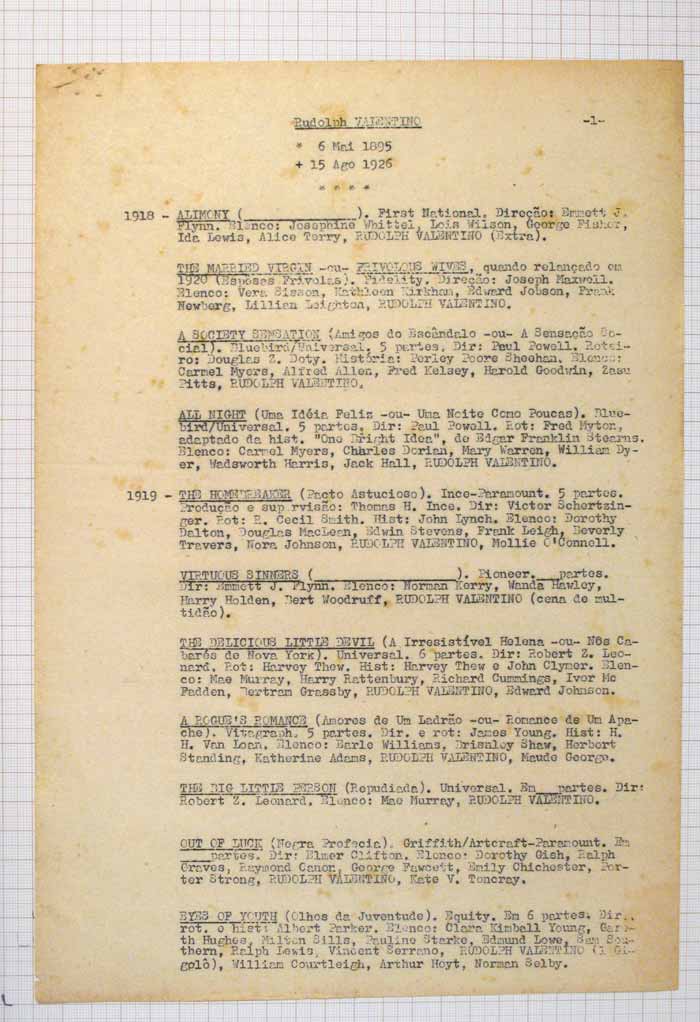 Rudolph VALENTINO -1-
* 6 Mai 1895
+ 15 Ago 1926
* * * *
1918 - ALIMONY (_______________). First National. Direção: Emmett J.
Flynn. Elenco: Josephine Whittel, Lois Wilson, George Fisher,
Ida Lewis, Alice Terry, RUDOLPH VALENTINO (Extra).
THE MARRIED VIRGIN -ou- FRIVOLOUS WIVES, quando relançado em
1920 (Esposas Frívolas). Fidelity. Direção: Joseph Maxwell.
Elenco: Vera Sisson, Kathleen Kirkhan, Edward Jobson, Frank
Newberg, Lillian Leighton, RUDOLPH VALENTINO.
A SOCIETY SENSATION (Amigos do Escândalo -ou- A Sensação So-
cial). Bluebird/Universal. 5 partes. Dir: Paul Powell. Rotei-
ro: Douglas Z. Doty. História: Perley Poore Sheehan. Elenco:
Carmel Myers, Alfred Allen, Fred Kelsey, Harold Goodwin, Zasu
Pitts, RUDOLPH VALENTINO.
ALL NIGHT (Uma Idéia Feliz -ou- Uma Noite Como Poucas). Blue-
bird/Universal. 5 partes. Dir: Paul Powell. Rot: Fred Myton,
adaptado da hist. "One Bright Idea", de Edgar Franklin Stearns.
Elenco: Carmel Myers, Charles Dorian, Mary Warren, William Dy-
er, Wadsworth Harris, Jack Hall, RUDOLPH VALENTINO.
1919 - THE HOMEBREAKER (Pacto Astucioso). Ince-Paramount. 5 partes.
Produção e sup.rvisão: Thomas H. Ince. Dir: Victor Schertzin-
ger. Rot: R. Cecil Smith. Hist: John Lynch. Elenco: Dorothy
Dalton, Douglas MacLean, Edwin Stevens, Frank Leigh, Beverly
Travers, Nora Johnson, RUDOLPH VALENTINO, Mollie O'Connell.
VIRTUOUS SINNERS (___________________). Pioneer.___partes.
Dir: Emmett J. Flynn. Elenco: Norman Kerry, Wanda Hawley,
Harry Holden, Bert Woodruff, RUDOLPH VALENTINO (cena de mul-
tidão).
THE DELICIOUS LITTLE DEVIL (A Irresistível Helena -ou- Nos Ca-
barés de Nova York). Universal. 6 partes. Dir: Robert Z. Leo-
nard. Rot: Harvey Thew. Hist: Harvey Thew e John Clymer. Elen-
co: Mae Murray, Harry Rattenbury, Richard Cummings, Ivor Mc
Fadden, Bertram Grassby, RUDOLPH VALENTINO, Edward Johnson.
A ROGUE'S ROMANCE (Amores de Um Ladrão -ou- Romance de Um Apa-
che). Vitagraph. 5 partes. Dir. e rot: James Young. Hist: H.
H. Van Loan. Elenco: Earle Williams, Brinsley Shaw, Herbert
Standing, Katherine Adams, RUDOLPH VALENTINO, Maude George.
THE BIG LITTLE PERSON (Repudiada). Universal. Em___partes. Dir:
Robert Z. Leonard. Elenco: Mae Murray, RUDOLPH VALENTINO.
OUT OF LUCK (Negra Profecia). Griffith/Artcraft-Paramount. Em
___partes. Dir: Elmer Clifton. Elenco: Dorothy Gish, Ralph
Graves, Raymond Canon, George Fawcett, Emily Chichester, Por-
ter Strong, RUDOLPH VALENTINO, Kate V. Toncray.
EYES OF YOUTH (Olhos da Juventude). Equity. Em 6 partes. Dir.,
rot. e hist: Albert Parker. Elenco: Clara Kimball Young, Gare-
th Hughes, Milton Sills, Pauline Starke, Edmund Lowe, Sam Sou-
thern, Ralph Lewis, Vincent Serrano, RUDOLPH VALENTINO (1 Gi-
golô), William Courtleigh, Arthur Hoyt, Norman Selby.